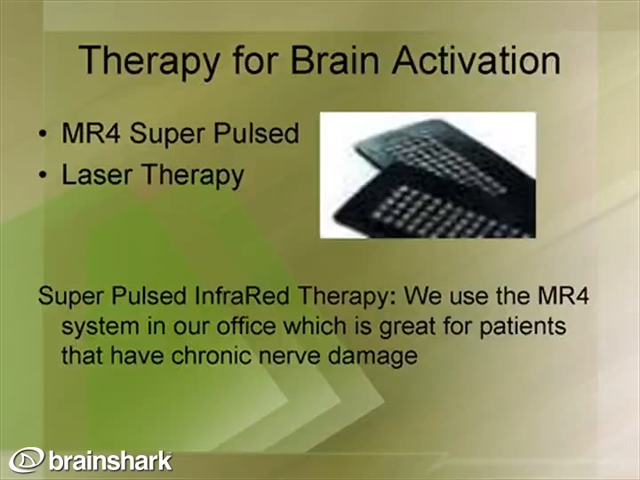 Therapy for Brain Activation
• MR4 Super Pulsed
• Laser Therapy
Super Pulsed InfraRed Therapy: We use the MR4
system in our office which is great for patients
that have chronic nerve damage
brainshark